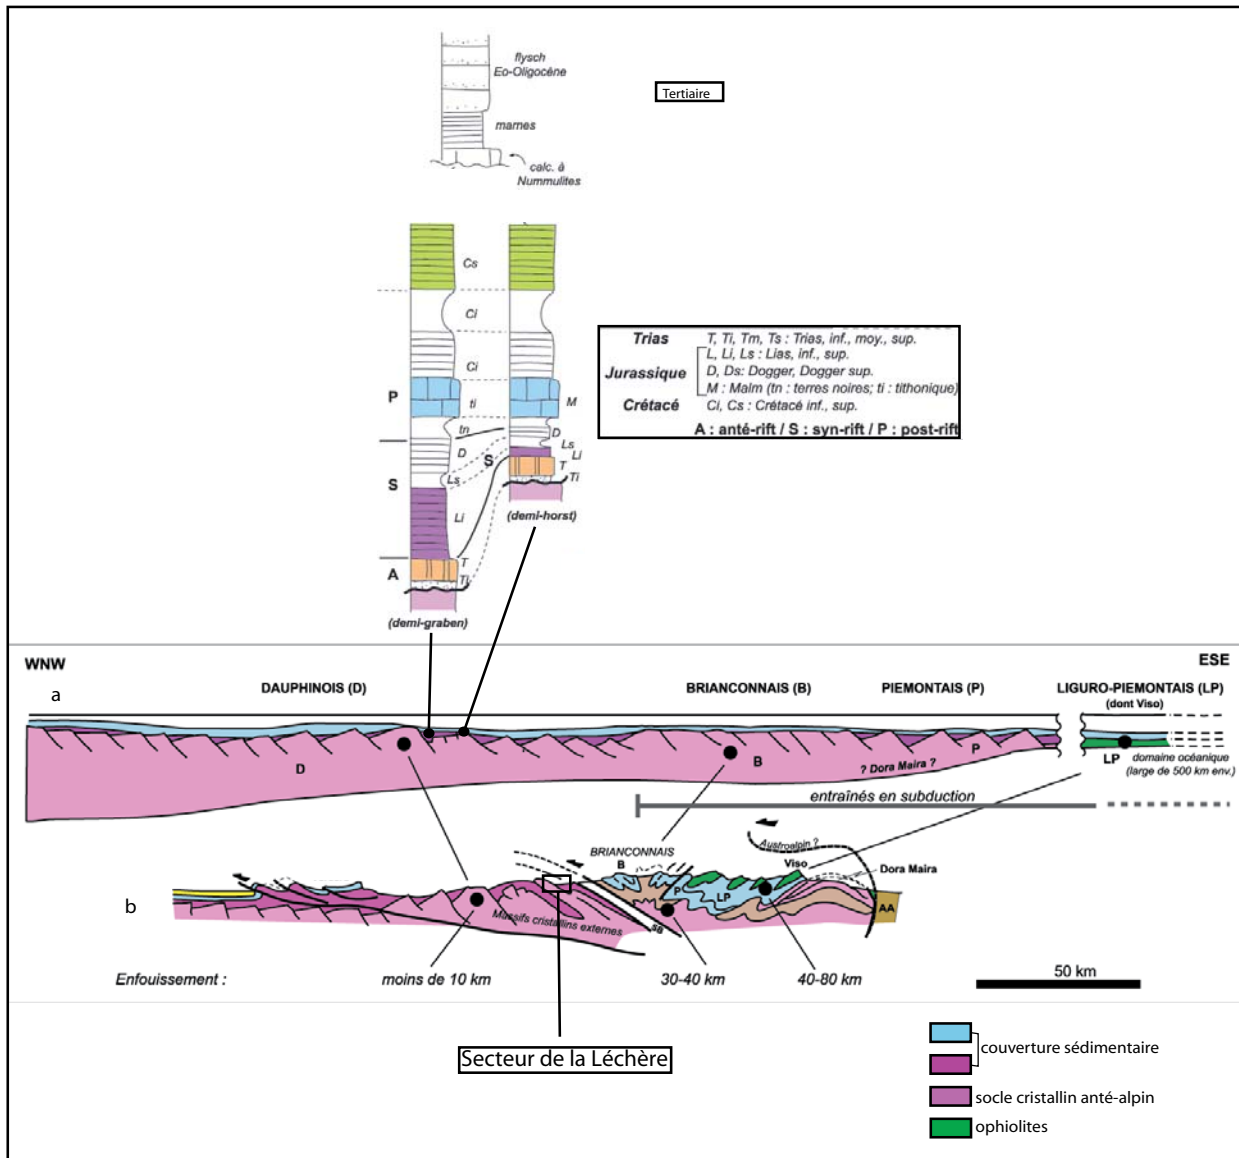 flysch
Eo-Oligocène
Tertiaire
marnes
calc. à
Nummulites
Cs
Ci
Ci
P
ti
M
tn
D
D
Ls
S
Li
Ls
T
S
Ti
Li
(demi-horst)
T
A
Ti
(demi-graben)
Trias T, Ti, Tm, Ts : Trias, inf., moy., sup.
L, Li, Ls : Lias, inf., sup.
Jurassique D, Ds: Dogger, Dogger sup.
M : Malm (tn : terres noires; ti : tithonique)
Crétacé Ci, Cs : Crétacé inf., sup.
A : anté-rift / S : syn-rift / P : post-rift
WNW ESE
a
DAUPHINOIS (D) BRIANCONNAIS (B) PIEMONTAIS (P) LIGURO-PIEMONTAIS (LP)
(dont Viso)
D B P LP
? Dora Maira ?
domaine océanique
(large de 500 km env.)
entraînés en subduction
Austroalpin ?
BRIANCONNAIS
B
Viso
Dora Maira
P
LP
b
AA
Massifs cristallins externes
SB
Enfouissement : moins de 10 km 30-40 km 40-80 km
50 km
Secteur de la Léchère
couverture sédimentaire
socle cristallin anté-alpin
ophiolites